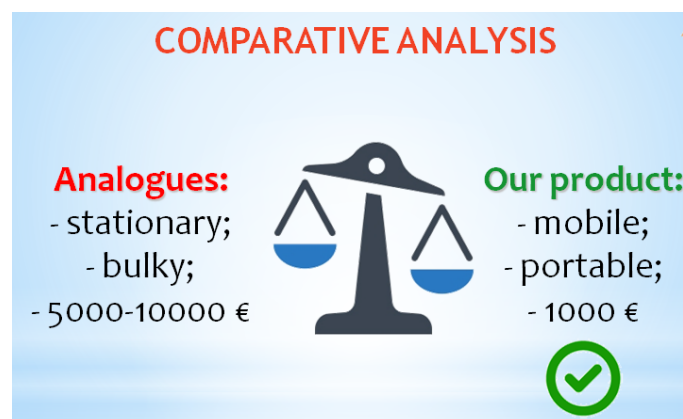 COMPARATIVE ANALYSIS
Analogues:
- stationary;
- bulky;
- 5000-10000 €
Our product:
- mobile;
- portable;
- 1000 €